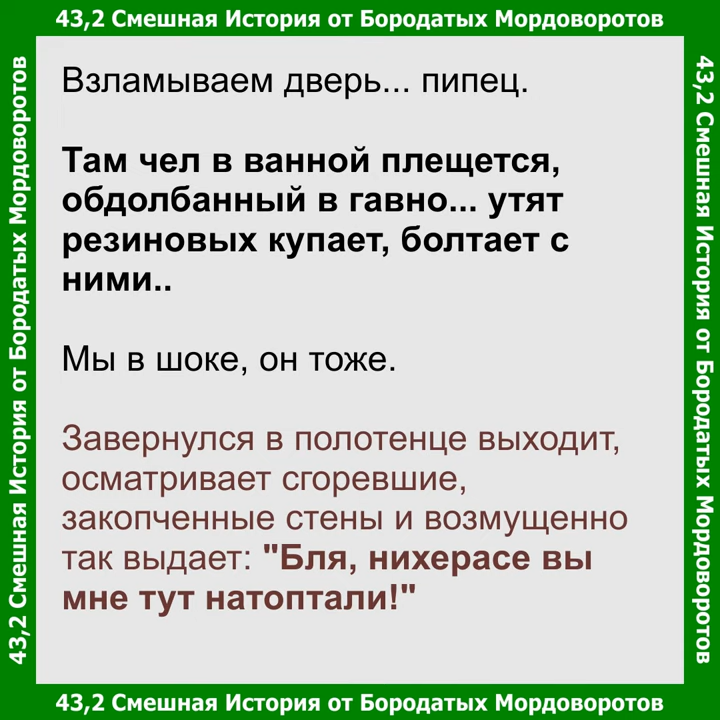 43,2 Смешная История от Бородатых Мордоворотов
43,2 Смешная История от Бородатых Мордоворотов
43,2 Смешная История от Бородатых Мордоворотов
Взламываем дверь... пипец.
Там чел в ванной плещется,
обдолбанный в гавно... утят
резиновых купает, болтает с
ними..
Мы в шоке, он тоже.
Завернулся в полотенце выходит,
осматривает сгоревшие,
закопченные стены и возмущенно
так выдает: "Бля, нихерасе вы
мне тут натоптали!"
43,2 Смешная История от Бородатых Мордоворотов